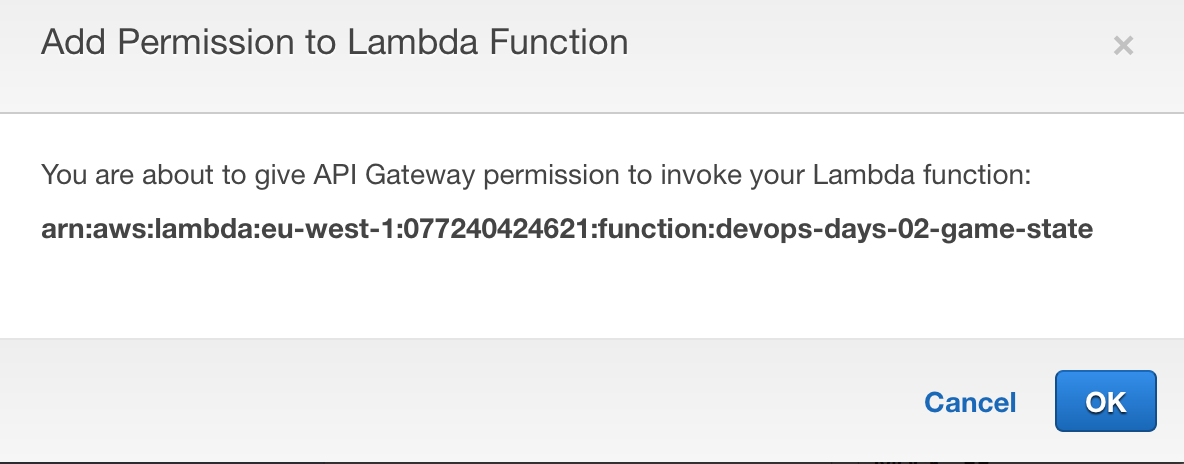 Add Permission to Lambda Function
×
You are about to give API Gateway permission to invoke your Lambda function:
arn:aws:lambda:eu-west-1:077240424621:function:devops-days-02-game-state
Cancel
OK